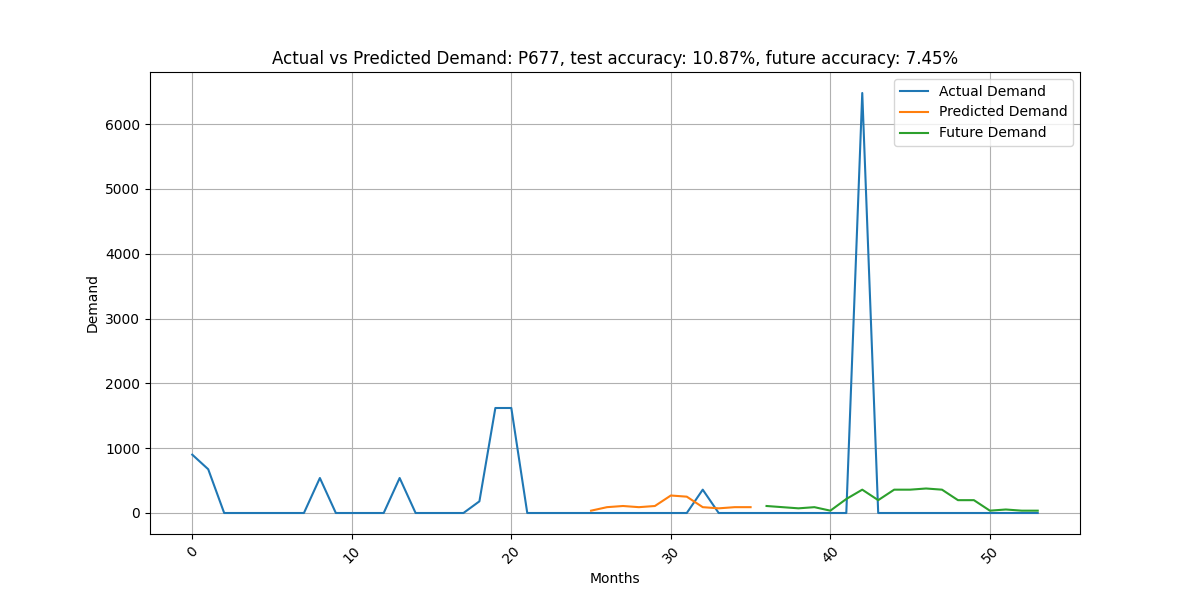 Actual vs Predicted Demand: P677, test accuracy: 10.87%, future accuracy: 7.45%
Actual Demand
Predicted Demand
Future Demand
6000
5000
4000
3000
2000
1000
0
Demand
0
10
20
30
40
50
Months